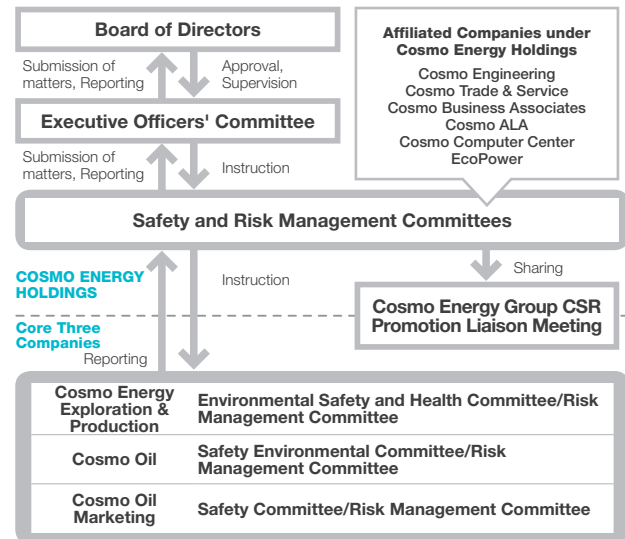 Board of Directors
Submission of
matters, Reporting
Approval,
Supervision
Executive Officers' Committee
Submission of
matters, Reporting
Instruction
Affiliated Companies under
Cosmo Energy Holdings
Cosmo Engineering
Cosmo Trade & Service
Cosmo Business Associates
Cosmo ALA
Cosmo Computer Center
EcoPower
Safety and Risk Management Committees
COSMO ENERGY
HOLDINGS
Instruction
Sharing
Cosmo Energy Group CSR
Promotion Liaison Meeting
Core Three
Companies
Reporting
Cosmo Energy
Exploration &
Production
Environmental Safety and Health Committee/Risk
Management Committee
Cosmo Oil
Safety Environmental Committee/Risk
Management Committee
Cosmo Oil
Marketing
Safety Committee/Risk Management Committee